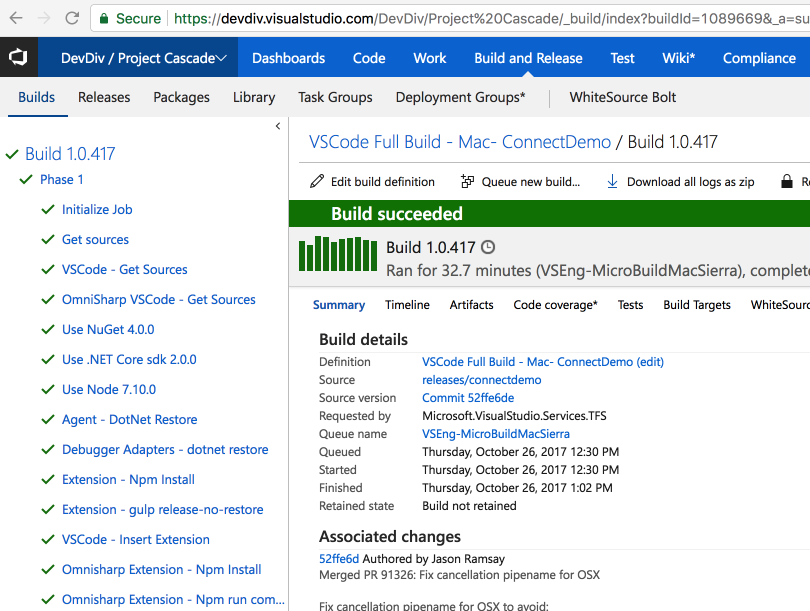 Secure https://devdiv.visualstudio.com/DevDiv/Project%20Cascade/_build/index?buildId=1089669&_a=su
DevDiv / Project Cascade Dashboards Code Work Build and Release Test Wiki* Compliance
Builds Releases Packages Library Task Groups Deployment Groups* WhiteSource Bolt
Build 1.0.417
Phase 1
Initialize Job
Get sources
VSCode - Get Sources
OmniSharp VSCode - Get Sources
Use NuGet 4.0.0
Use .NET Core sdk 2.0.0
Use Node 7.10.0
Agent - DotNet Restore
Debugger Adapters - dotnet restore
Extension - Npm Install
Extension - gulp release-no-restore
VSCode - Insert Extension
Omnisharp Extension - Npm Install
Omnisharp Extension - Npm run com...
VSCode Full Build - Mac- ConnectDemo / Build 1.0.417
Edit build definition Queue new build... Download all logs as zip Re
Build succeeded
Build 1.0.417
Ran for 32.7 minutes (VSEng-MicroBuildMacSierra), complete
Summary Timeline Artifacts Code coverage* Tests Build Targets WhiteSourc
Build details
Definition VSCode Full Build - Mac- ConnectDemo (edit)
Source releases/connectdemo
Source version Commit 52ffe6de
Requested by Microsoft.VisualStudio.Services.TFS
Queue name VSEng-MicroBuildMacSierra
Queued Thursday, October 26, 2017 12:30 PM
Started Thursday, October 26, 2017 12:30 PM
Finished Thursday, October 26, 2017 1:02 PM
Retained state Build not retained
Associated changes
52ffe6d Authored by Jason Ramsay
Merged PR 91326: Fix cancellation pipename for OSX
Fix cancellation pipename for OSX to avoid: